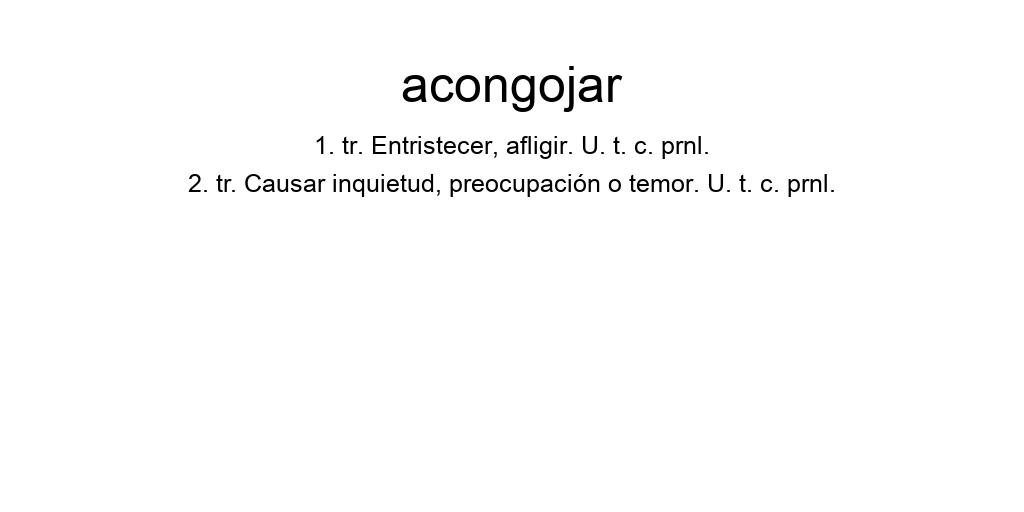 acongojar
1. tr. Entristecer, afligir. U. t. c. prnl.
2. tr. Causar inquietud, preocupación o temor. U. t. c. prnl.